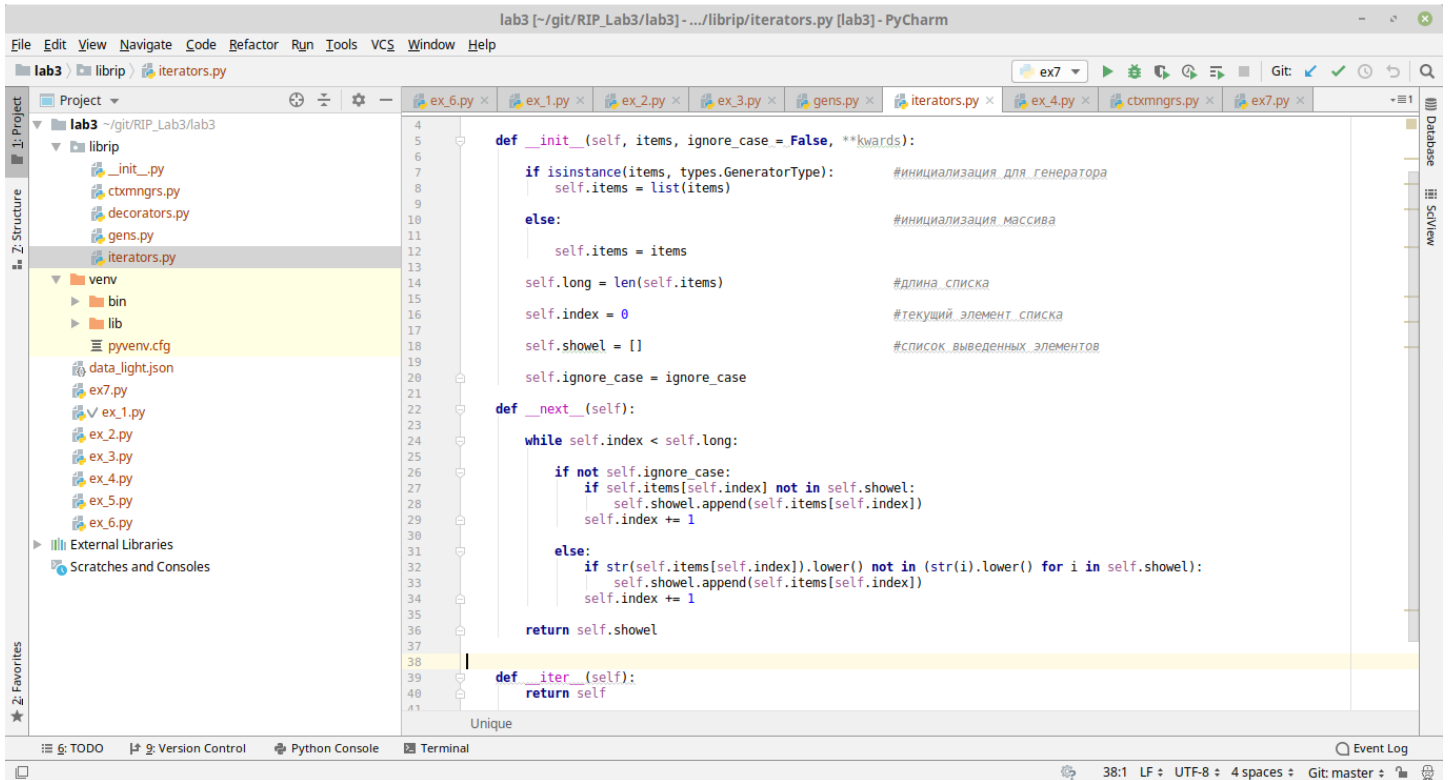 lab3 [~/git/RIP_Lab3/lab3] - .../librip/iterators.py [lab3] - PyCharm
File Edit View Navigate Code Refactor Run Tools VCS Window Help
lab3 librip iterators.py ex7 Git:
Project ex_6.py ex_1.py ex_2.py ex_3.py gens.py iterators.py ex_4.py ctxmngrs.py ex7.py 1
1: Project
Z: Structure
2: Favorites
lab3 ~/git/RIP_Lab3/lab3
librip
__init__.py
ctxmngrs.py
decorators.py
gens.py
iterators.py
venv
bin
lib
pyvenv.cfg
data_light.json
ex7.py
ex_1.py
ex_2.py
ex_3.py
ex_4.py
ex_5.py
ex_6.py
External Libraries
Scratches and Consoles
4
5 def __init__(self, items, ignore_case = False, **kwards):
6
7 if isinstance(items, types.GeneratorType): #инициализация для генератора
8 self.items = list(items)
9
10 else: #инициализация массива
11
12 self.items = items
13
14 self.long = len(self.items) #длина списка
15
16 self.index = 0 #текущий элемент списка
17
18 self.showel = [] #список выведенных элементов
19
20 self.ignore_case = ignore_case
21
22 def __next__(self):
23
24 while self.index < self.long:
25
26 if not self.ignore_case:
27 if self.items[self.index] not in self.showel:
28 self.showel.append(self.items[self.index])
29 self.index += 1
30
31 else:
32 if str(self.items[self.index]).lower() not in (str(i).lower() for i in self.showel):
33 self.showel.append(self.items[self.index])
34 self.index += 1
35
36 return self.showel
37
38
39 def __iter__(self):
40 return self
41
Unique
Database
SciView
6: TODO 9: Version Control Python Console Terminal Event Log
38:1 LF UTF-8 4 spaces Git: master